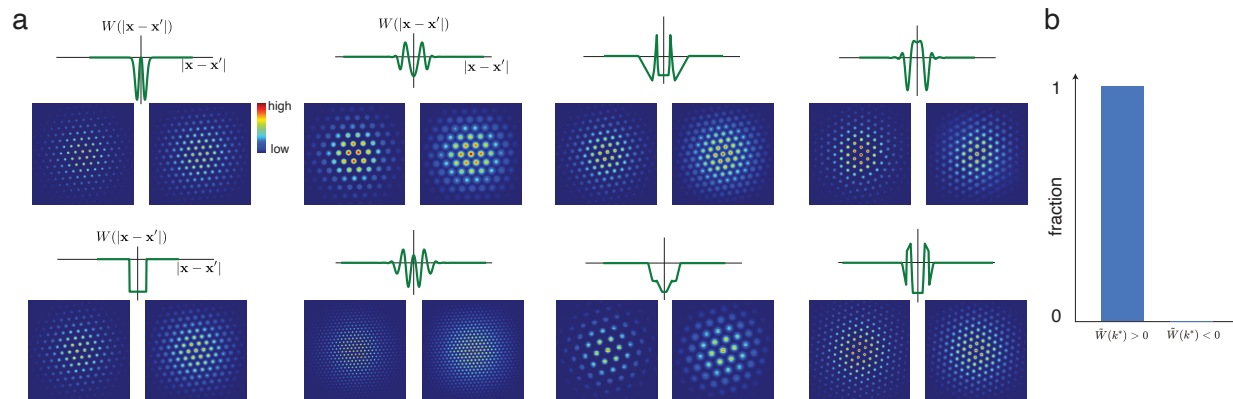 a
W(|x − x′|)
|x − x′|
high
low
W(|x − x′|)
|x − x′|
W(|x − x′|)
|x − x′|
b
1
fraction
0
W̃(k*) > 0
W̃(k*) < 0